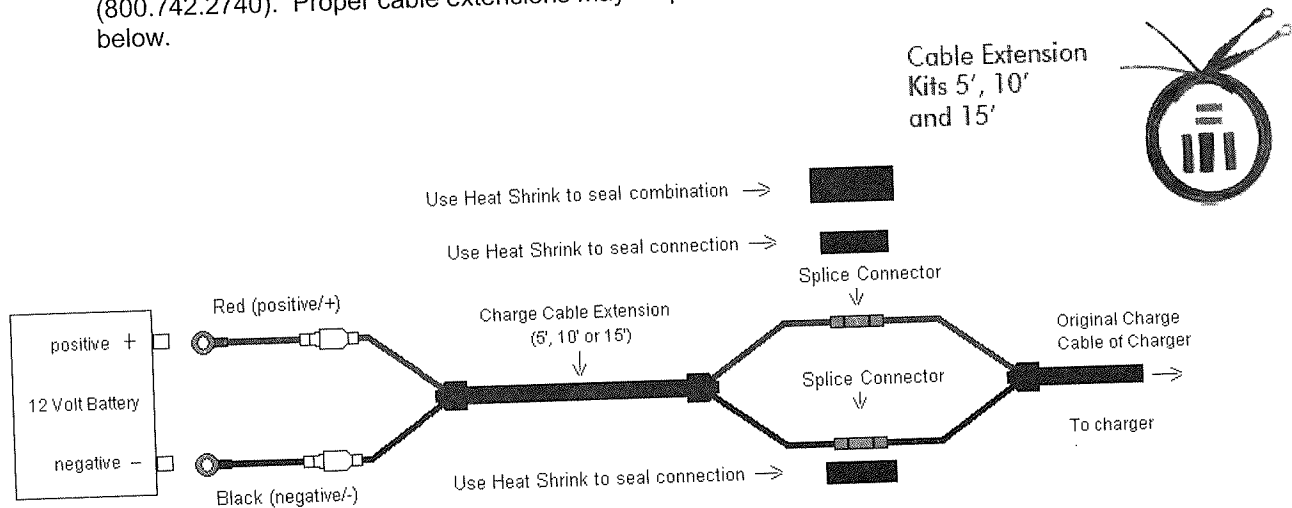 (800.742.2740). Proper cable extensions may
below.
Cable Extension
Kits 5', 10'
and 15'
Use Heat Shrink to seal combination →
Use Heat Shrink to seal connection →
Splice Connector
Red (positive/+)
Charge Cable Extension
(5', 10' or 15')
Original Charge
Cable of Charger
positive +
12 Volt Battery
Splice Connector
To charger
negative -
Use Heat Shrink to seal connection →
Black (negative/-)